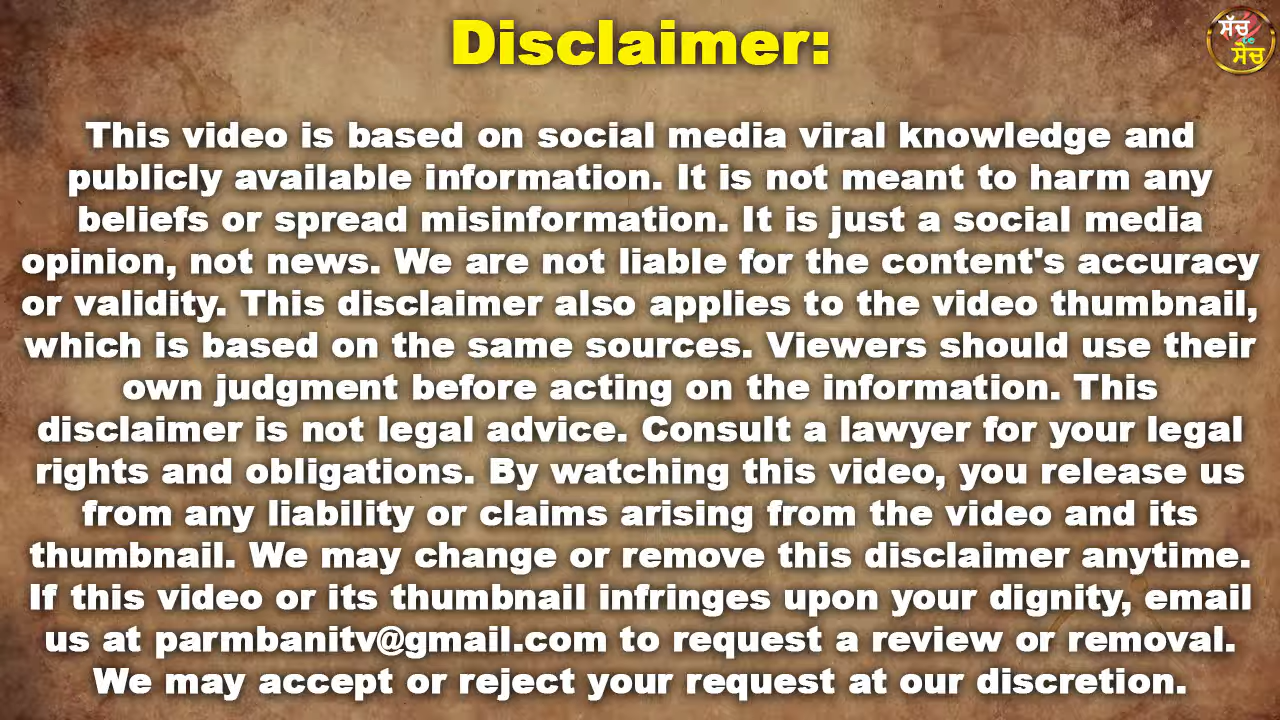 Disclaimer:
ਸੱਚ
ਸੋਚ
This video is based on social media viral knowledge and
publicly available information. It is not meant to harm any
beliefs or spread misinformation. It is just a social media
opinion, not news. We are not liable for the content's accuracy
or validity. This disclaimer also applies to the video thumbnail,
which is based on the same sources. Viewers should use their
own judgment before acting on the information. This
disclaimer is not legal advice. Consult a lawyer for your legal
rights and obligations. By watching this video, you release us
from any liability or claims arising from the video and its
thumbnail. We may change or remove this disclaimer anytime.
If this video or its thumbnail infringes upon your dignity, email
us at parmbanitv@gmail.com to request a review or removal.
We may accept or reject your request at our discretion.